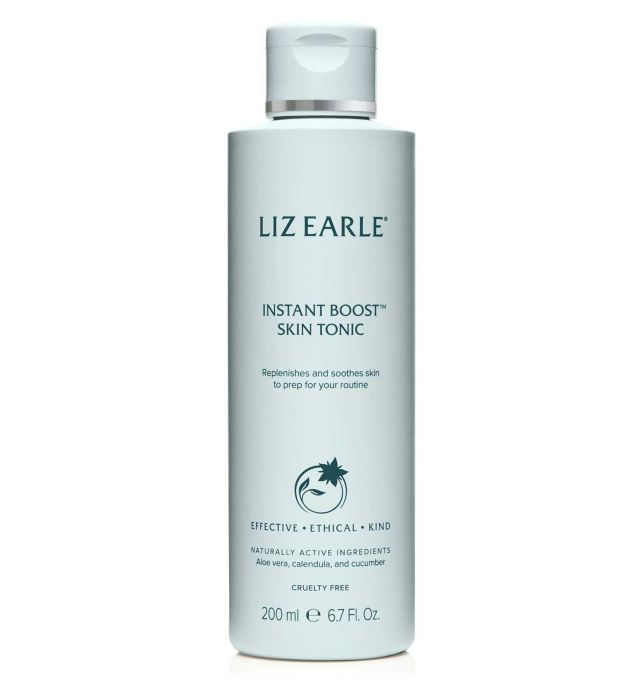 LIZ EARLE®
INSTANT BOOST™
SKIN TONIC
Replenishes and soothes skin
to prep for your routine
EFFECTIVE • ETHICAL • KIND
NATURALLY ACTIVE INGREDIENTS
Aloe vera, calendula, and cucumber
CRUELTY FREE
200 ml ℮ 6.7 Fl. Oz.